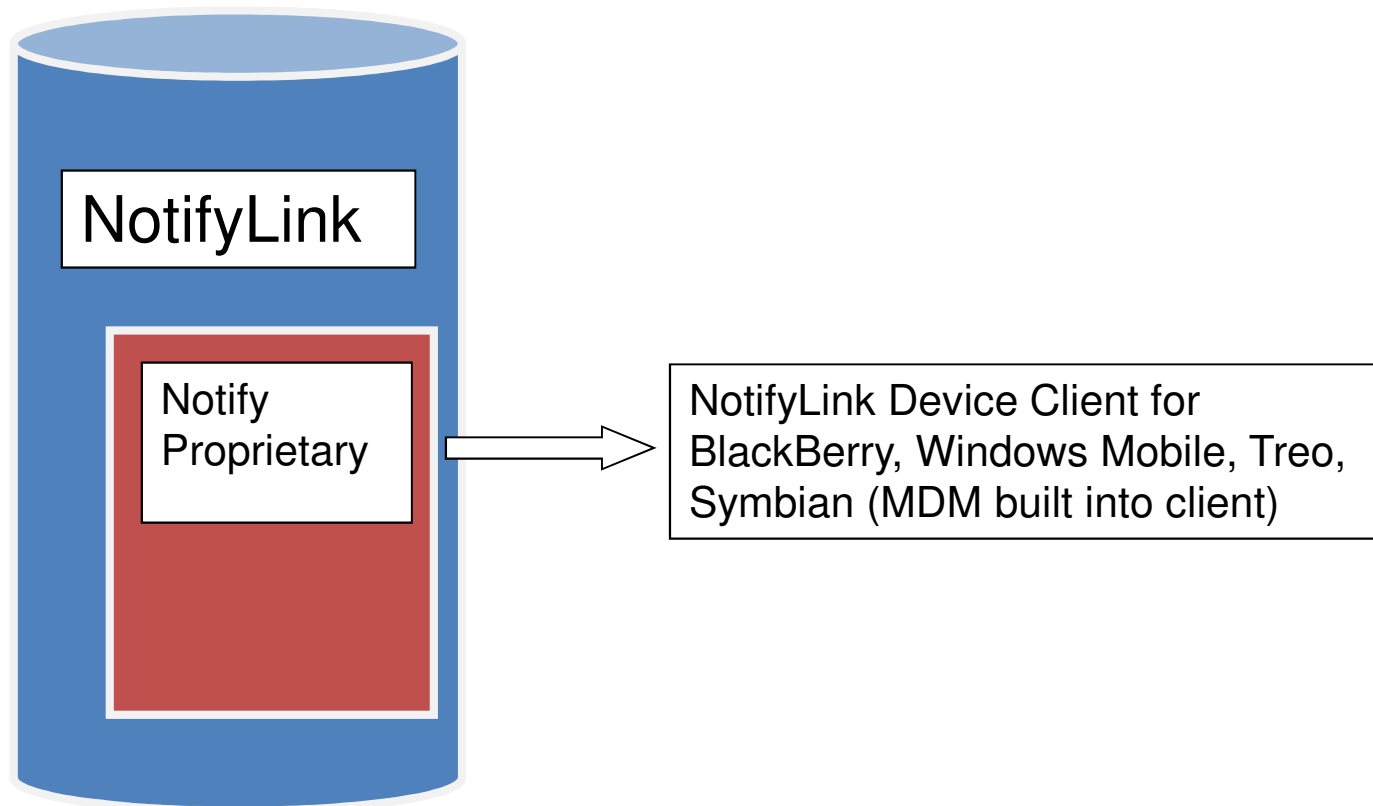 NotifyLink
Notify
Proprietary
NotifyLink Device Client for
BlackBerry, Windows Mobile, Treo,
Symbian (MDM built into client)